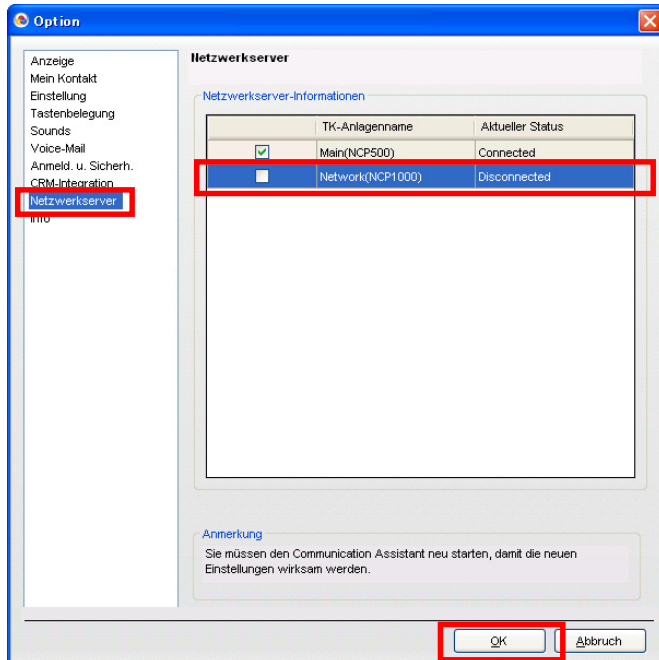 Option
Anzeige
Mein Kontakt
Einstellung
Tastenbelegung
Sounds
Voice-Mail
Anmeld. u. Sicherh.
CRM-Integration
Netzwerkserver
Info
Netzwerkserver
Netzwerkserver-Informationen
TK-Anlagenname Aktueller Status
Main(NCP500) Connected
Network(NCP1000) Disconnected
Anmerkung
Sie müssen den Communication Assistant neu starten, damit die neuen
Einstellungen wirksam werden.
OK Abbruch